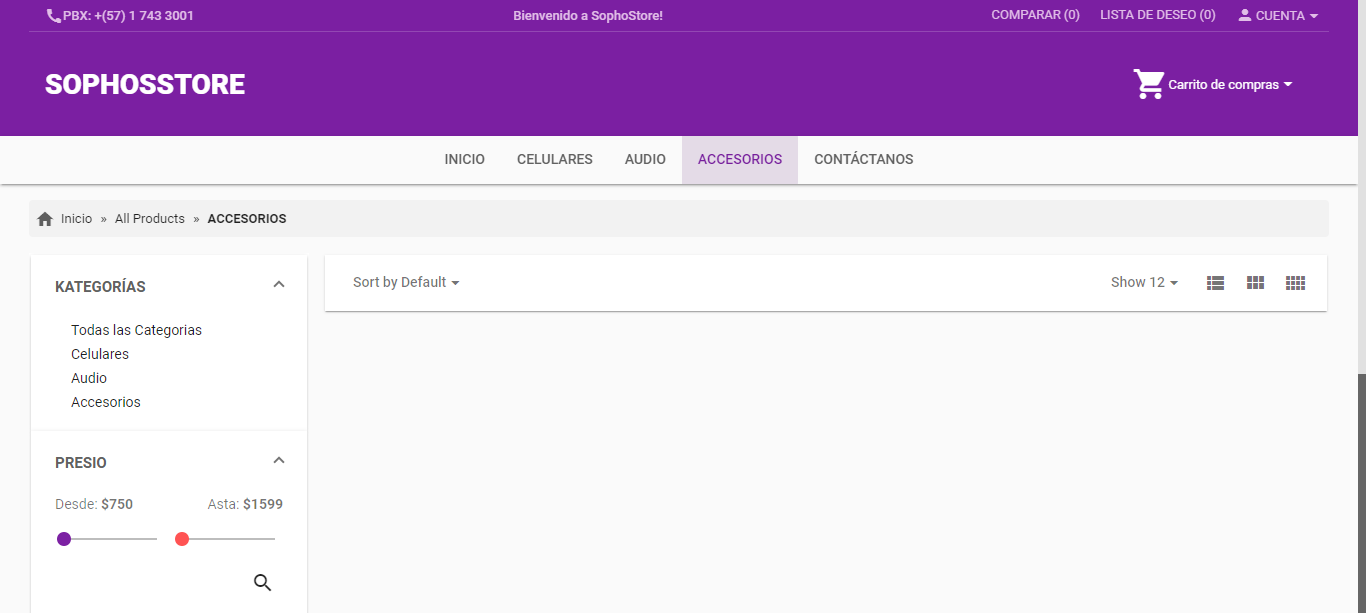 PBX: +(57) 1 743 3001
Bienvenido a SophoStore!
COMPARAR (0)
LISTA DE DESEO (0)
CUENTA
SOPHOSSTORE
Carrito de compras
INICIO
CELULARES
AUDIO
ACCESORIOS
CONTÁCTANOS
Inicio » All Products » ACCESORIOS
KATEGORÍAS
Todas las Categorias
Celulares
Audio
Accesorios
PRESIO
Desde: $750
Asta: $1599
Sort by Default
Show 12